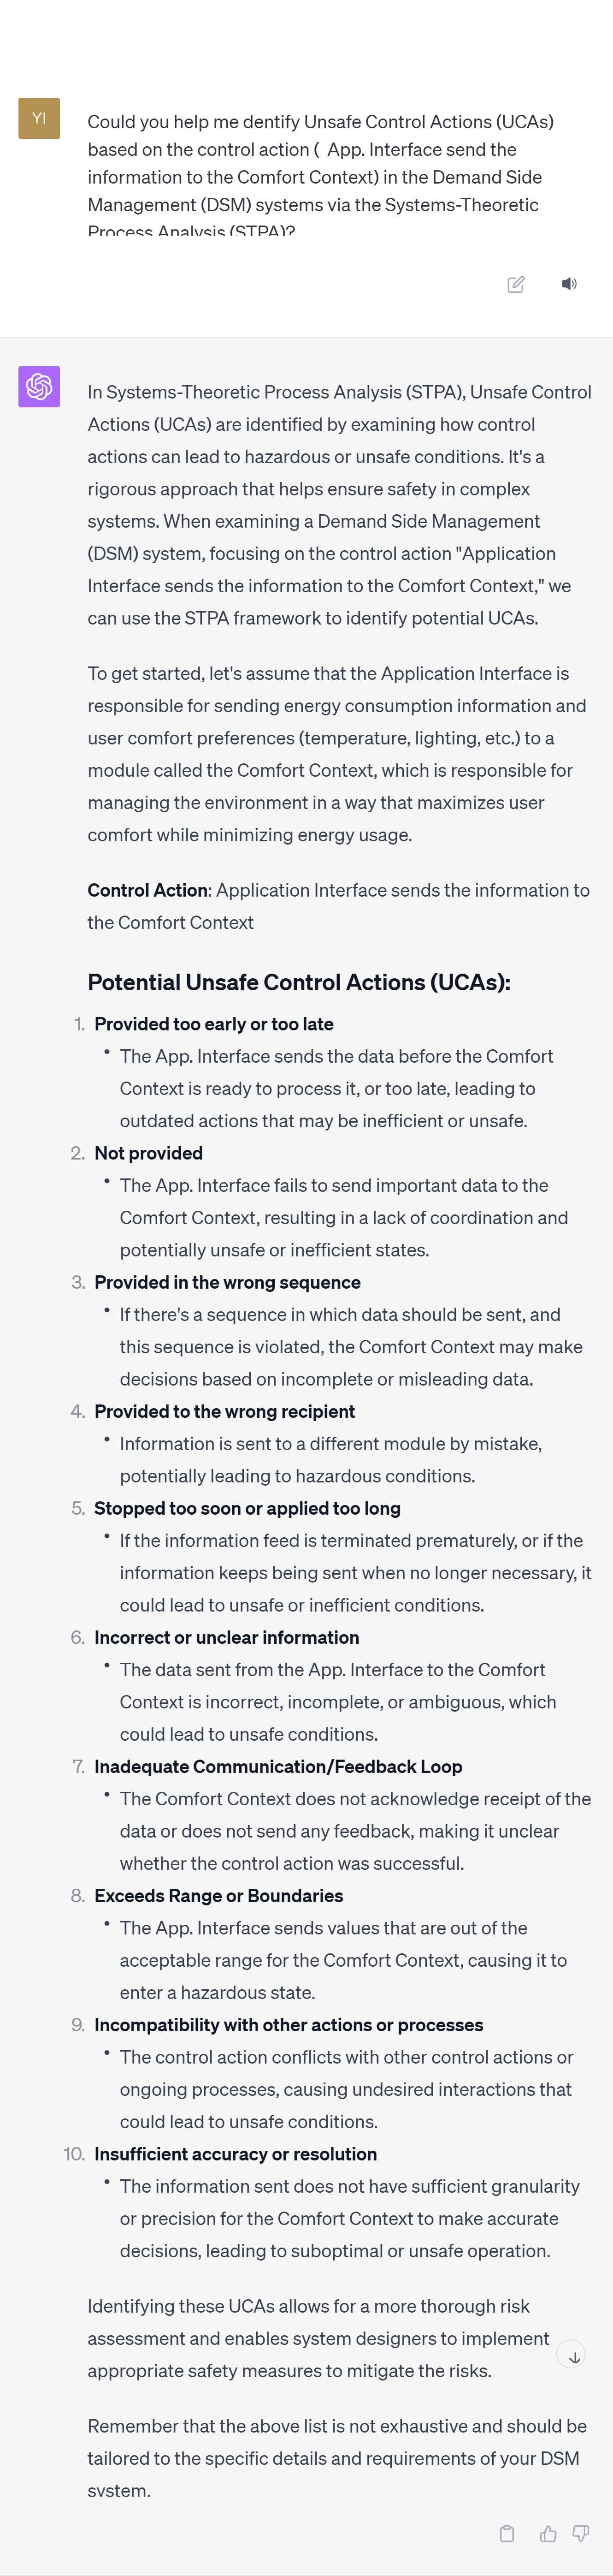 YI
Could you help me dentify Unsafe Control Actions (UCAs)
based on the control action (  App. Interface send the
information to the Comfort Context) in the Demand Side
Management (DSM) systems via the Systems-Theoretic
Process Analysis (STPA)?
In Systems-Theoretic Process Analysis (STPA), Unsafe Control
Actions (UCAs) are identified by examining how control
actions can lead to hazardous or unsafe conditions. It's a
rigorous approach that helps ensure safety in complex
systems. When examining a Demand Side Management
(DSM) system, focusing on the control action "Application
Interface sends the information to the Comfort Context," we
can use the STPA framework to identify potential UCAs.
To get started, let's assume that the Application Interface is
responsible for sending energy consumption information and
user comfort preferences (temperature, lighting, etc.) to a
module called the Comfort Context, which is responsible for
managing the environment in a way that maximizes user
comfort while minimizing energy usage.
Control Action: Application Interface sends the information to
the Comfort Context
Potential Unsafe Control Actions (UCAs):
1. Provided too early or too late
• The App. Interface sends the data before the Comfort
Context is ready to process it, or too late, leading to
outdated actions that may be inefficient or unsafe.
2. Not provided
• The App. Interface fails to send important data to the
Comfort Context, resulting in a lack of coordination and
potentially unsafe or inefficient states.
3. Provided in the wrong sequence
• If there's a sequence in which data should be sent, and
this sequence is violated, the Comfort Context may make
decisions based on incomplete or misleading data.
4. Provided to the wrong recipient
• Information is sent to a different module by mistake,
potentially leading to hazardous conditions.
5. Stopped too soon or applied too long
• If the information feed is terminated prematurely, or if the
information keeps being sent when no longer necessary, it
could lead to unsafe or inefficient conditions.
6. Incorrect or unclear information
• The data sent from the App. Interface to the Comfort
Context is incorrect, incomplete, or ambiguous, which
could lead to unsafe conditions.
7. Inadequate Communication/Feedback Loop
• The Comfort Context does not acknowledge receipt of the
data or does not send any feedback, making it unclear
whether the control action was successful.
8. Exceeds Range or Boundaries
• The App. Interface sends values that are out of the
acceptable range for the Comfort Context, causing it to
enter a hazardous state.
9. Incompatibility with other actions or processes
• The control action conflicts with other control actions or
ongoing processes, causing undesired interactions that
could lead to unsafe conditions.
10. Insufficient accuracy or resolution
• The information sent does not have sufficient granularity
or precision for the Comfort Context to make accurate
decisions, leading to suboptimal or unsafe operation.
Identifying these UCAs allows for a more thorough risk
assessment and enables system designers to implement
appropriate safety measures to mitigate the risks.
Remember that the above list is not exhaustive and should be
tailored to the specific details and requirements of your DSM
system.